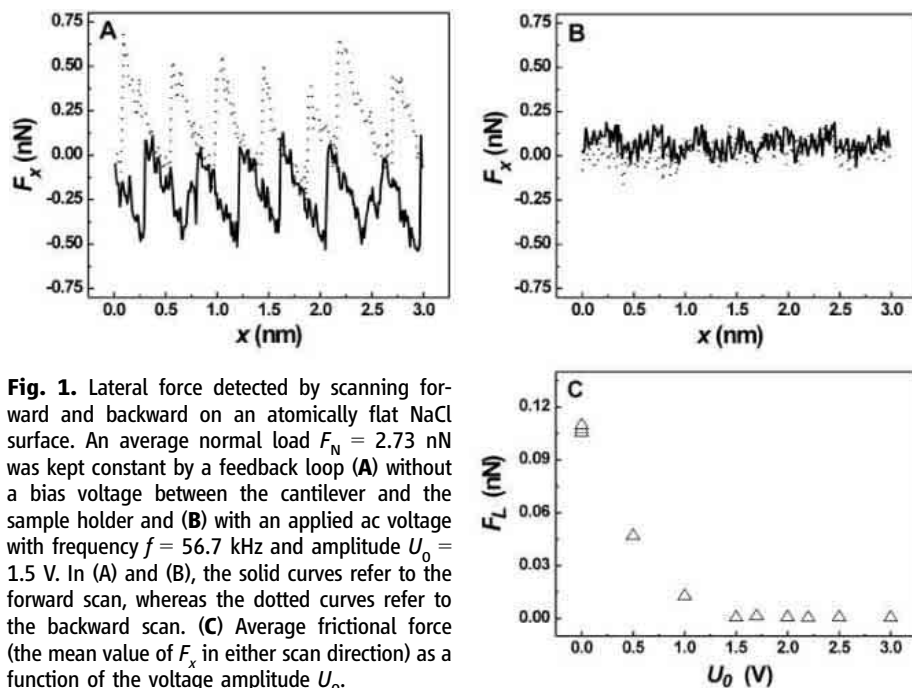 A
0.75
0.50
0.25
0.00
-0.25
-0.50
-0.75
F_x (nN)
0.0 0.5 1.0 1.5 2.0 2.5 3.0
x (nm)
B
0.75
0.50
0.25
0.00
-0.25
-0.50
-0.75
F_x (nN)
0.0 0.5 1.0 1.5 2.0 2.5 3.0
x (nm)
Fig. 1. Lateral force detected by scanning for-
ward and backward on an atomically flat NaCl
surface. An average normal load F_N = 2.73 nN
was kept constant by a feedback loop (A) without
a bias voltage between the cantilever and the
sample holder and (B) with an applied ac voltage
with frequency f = 56.7 kHz and amplitude U_0 =
1.5 V. In (A) and (B), the solid curves refer to the
forward scan, whereas the dotted curves refer to
the backward scan. (C) Average frictional force
(the mean value of F_x in either scan direction) as a
function of the voltage amplitude U_0.
C
0.12
0.09
0.06
0.03
0.00
F_L (nN)
0.0 0.5 1.0 1.5 2.0 2.5 3.0
U_0 (V)